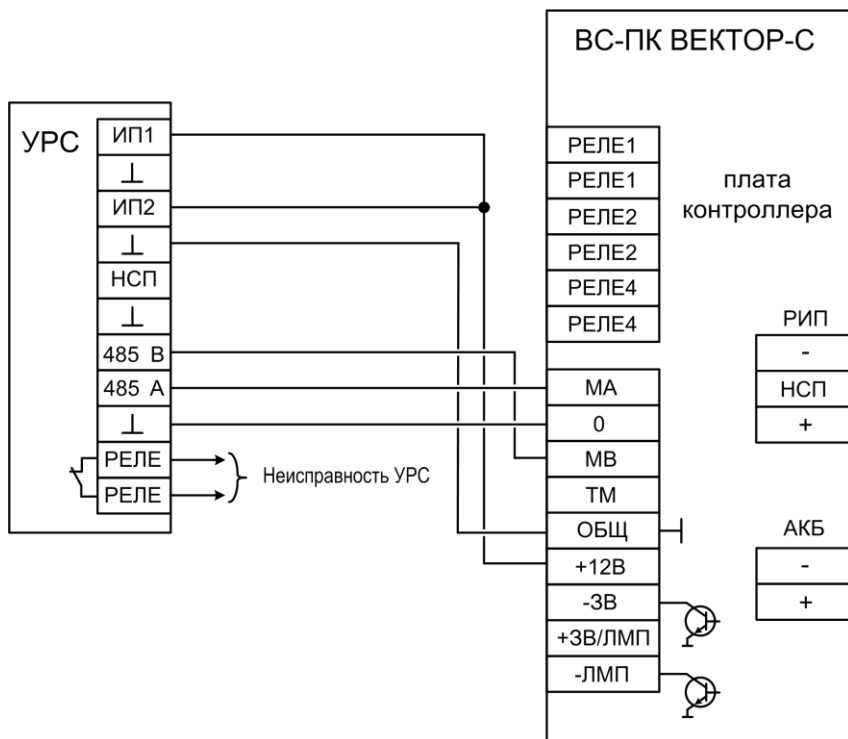 ВС-ПК ВЕКТОР-С
УРС
ИП1
ИП2
НСП
485 В
485 А
РЕЛЕ
РЕЛЕ
Неисправность УРС
РЕЛЕ1
РЕЛЕ1
РЕЛЕ2
РЕЛЕ2
РЕЛЕ4
РЕЛЕ4
плата
контроллера
МА
0
МВ
ТМ
ОБЩ
+12В
-ЗВ
+ЗВ/ЛМП
-ЛМП
РИП
-
НСП
+
АКБ
-
+